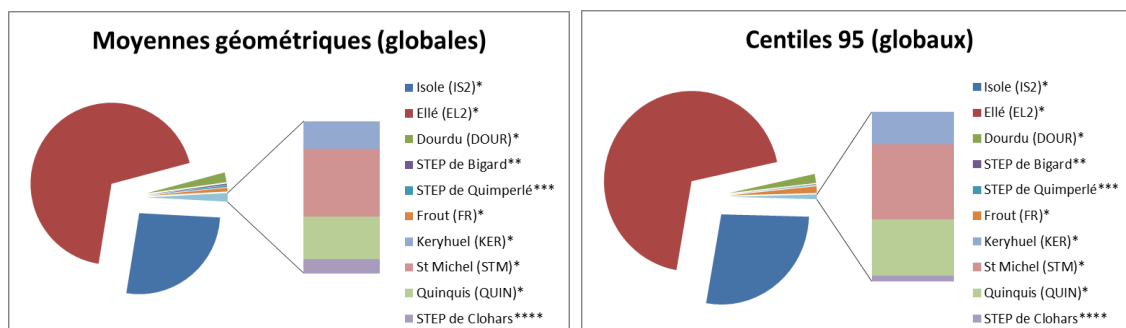 Moyennes géométriques (globales)
Isole (IS2)*
Ellé (EL2)*
Dourdu (DOUR)*
STEP de Bigard**
STEP de Quimperlé***
Frout (FR)*
Keryhuel (KER)*
St Michel (STM)*
Quinquis (QUIN)*
STEP de Clohars****
Centiles 95 (globaux)
Isole (IS2)*
Ellé (EL2)*
Dourdu (DOUR)*
STEP de Bigard**
STEP de Quimperlé***
Frout (FR)*
Keryhuel (KER)*
St Michel (STM)*
Quinquis (QUIN)*
STEP de Clohars****